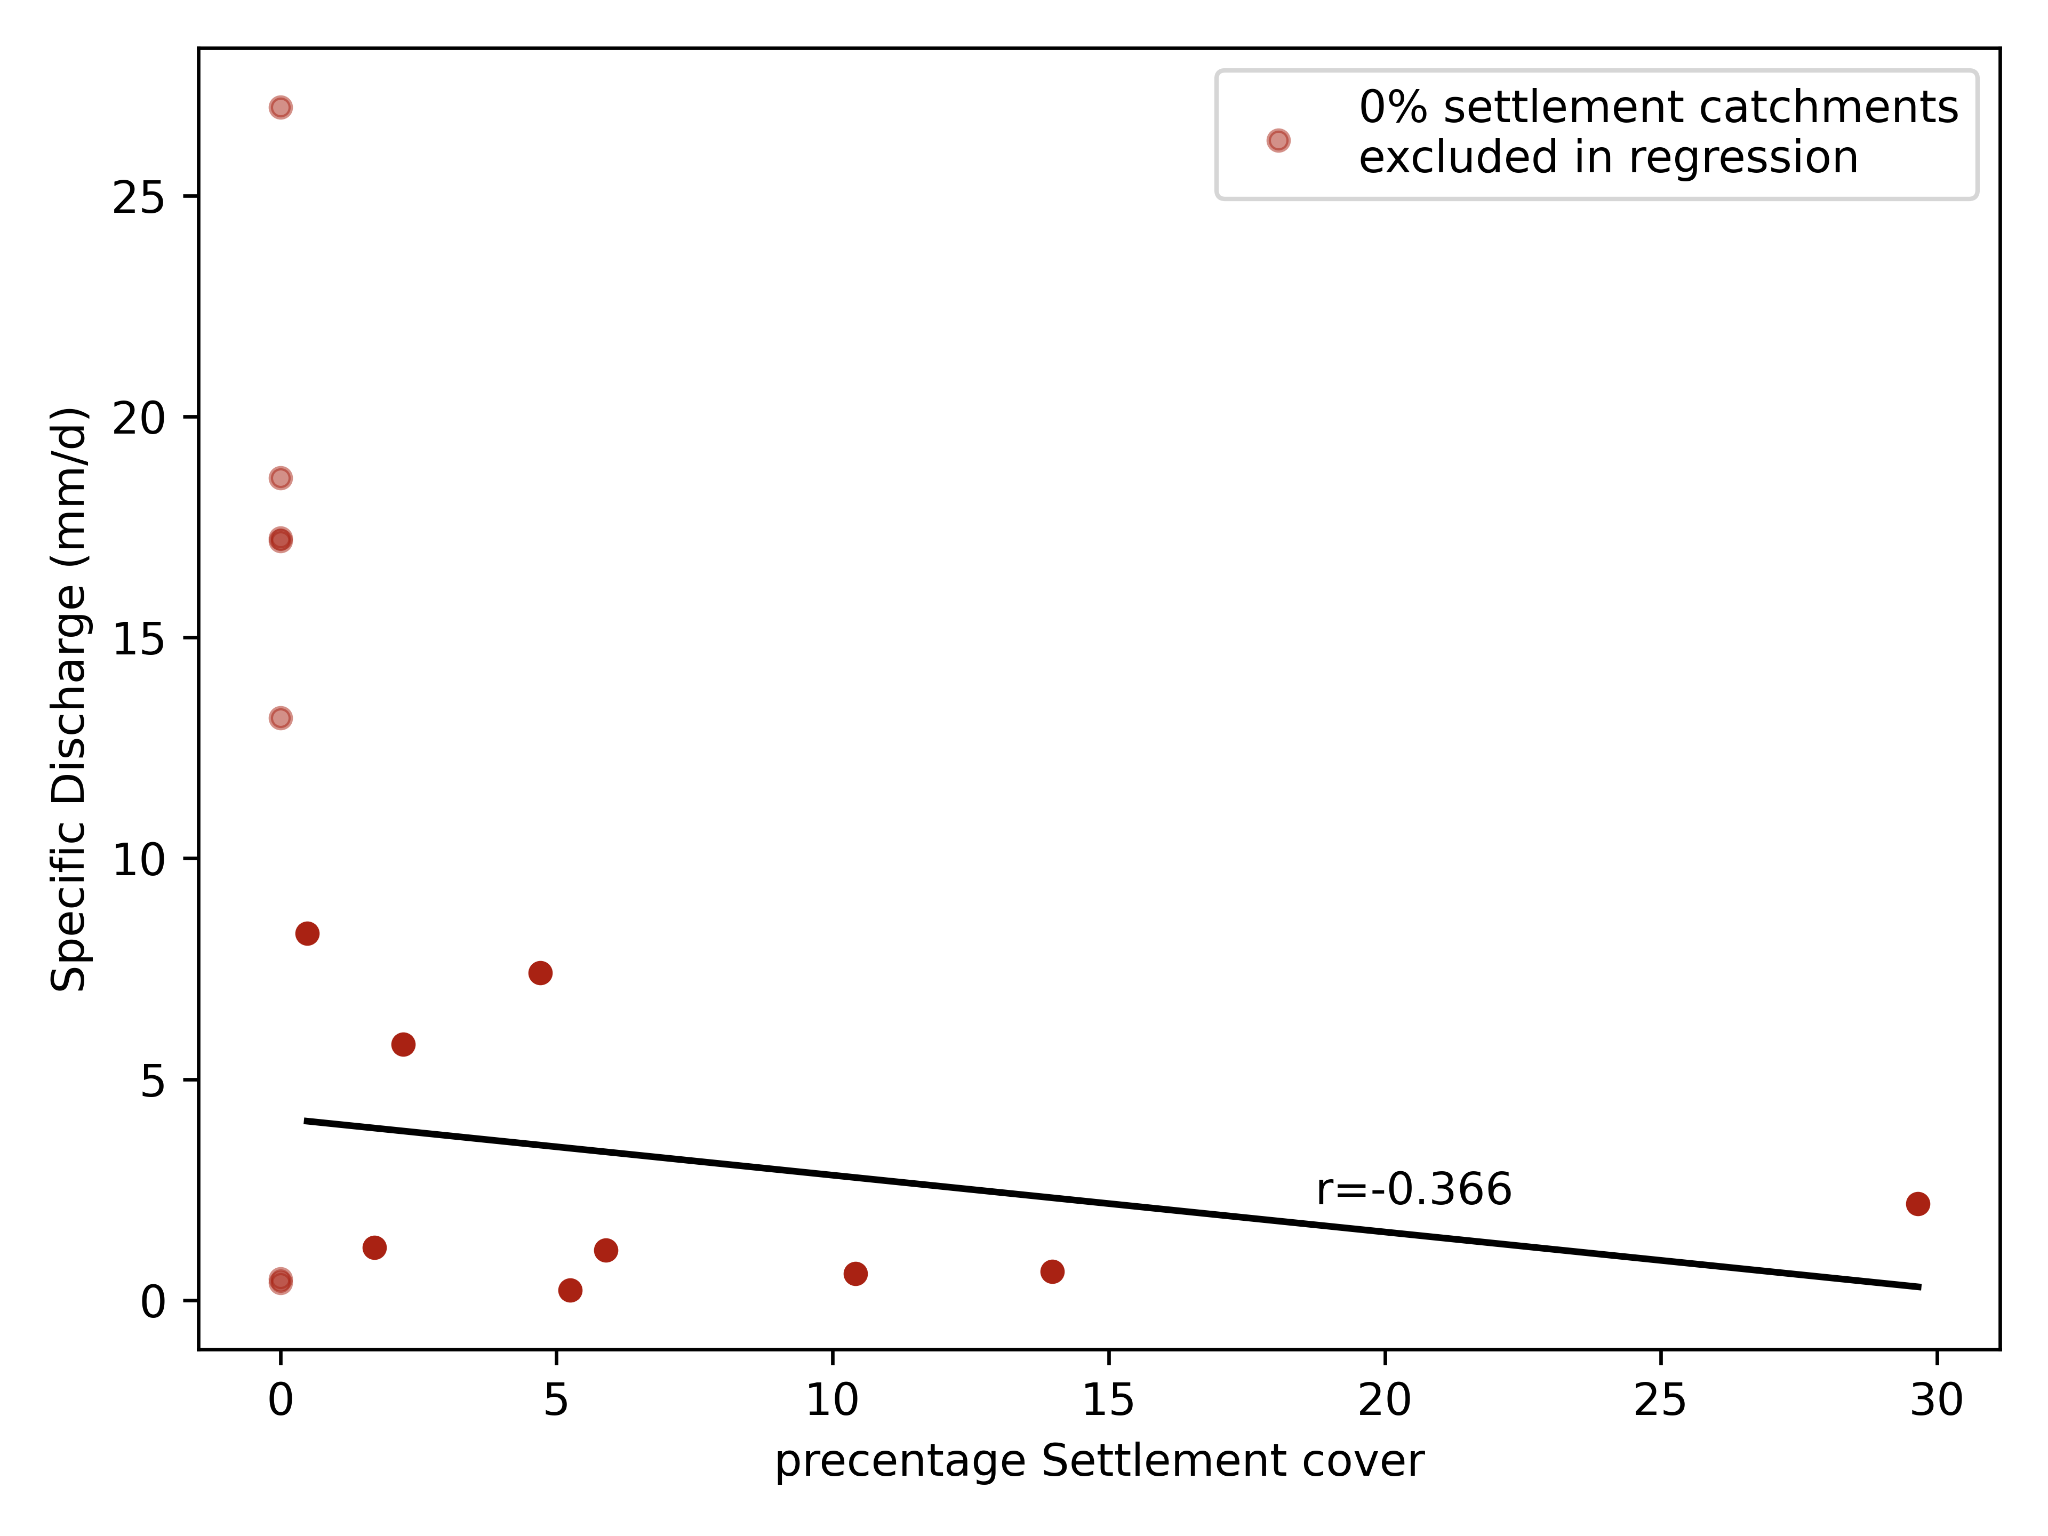 0% settlement catchments
excluded in regression
25
20
15
10
5
0
Specific Discharge (mm/d)
r=-0.366
0 5 10 15 20 25 30
precentage Settlement cover